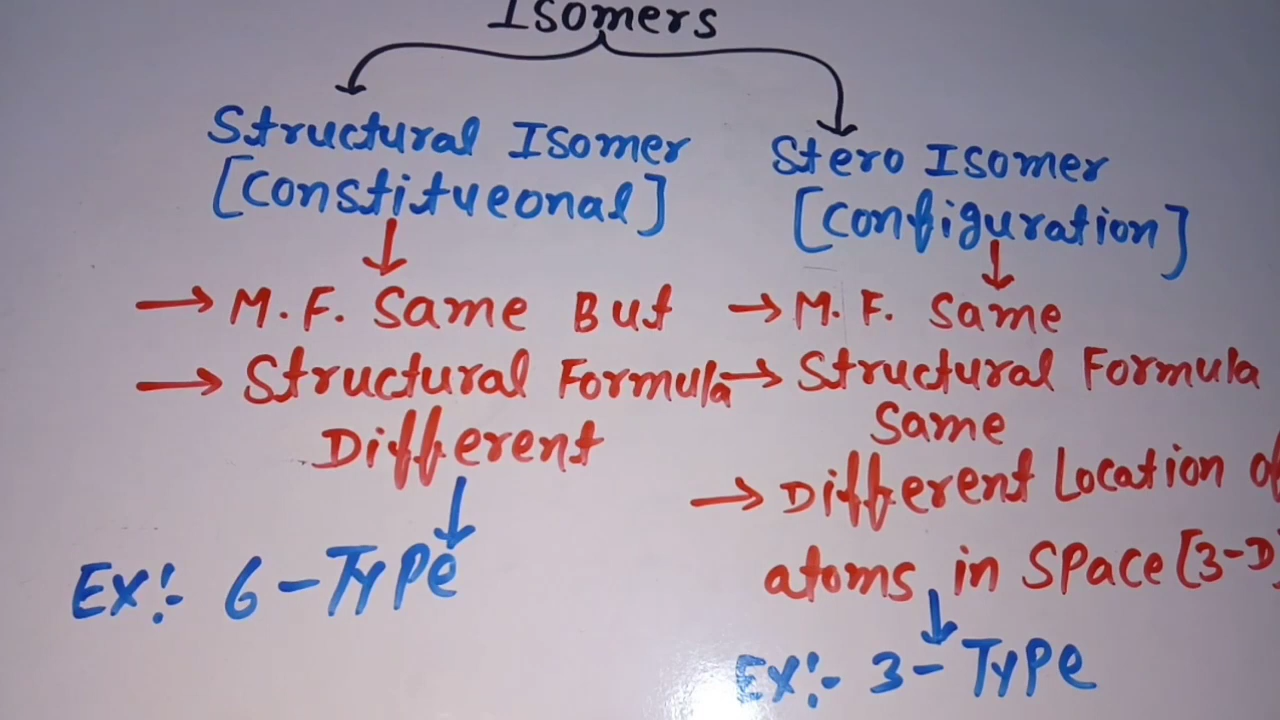 Isomers
Structural Isomer
[Constitueonal]
→ M.F. Same But
→ Structural Formula
Different
Ex:- 6-Type
Stero Isomer
[Configuration]
→ M.F. Same
→ Structural Formula
Same
→ Different Location of
atoms in Space [3-D]
Ex:- 3-Type